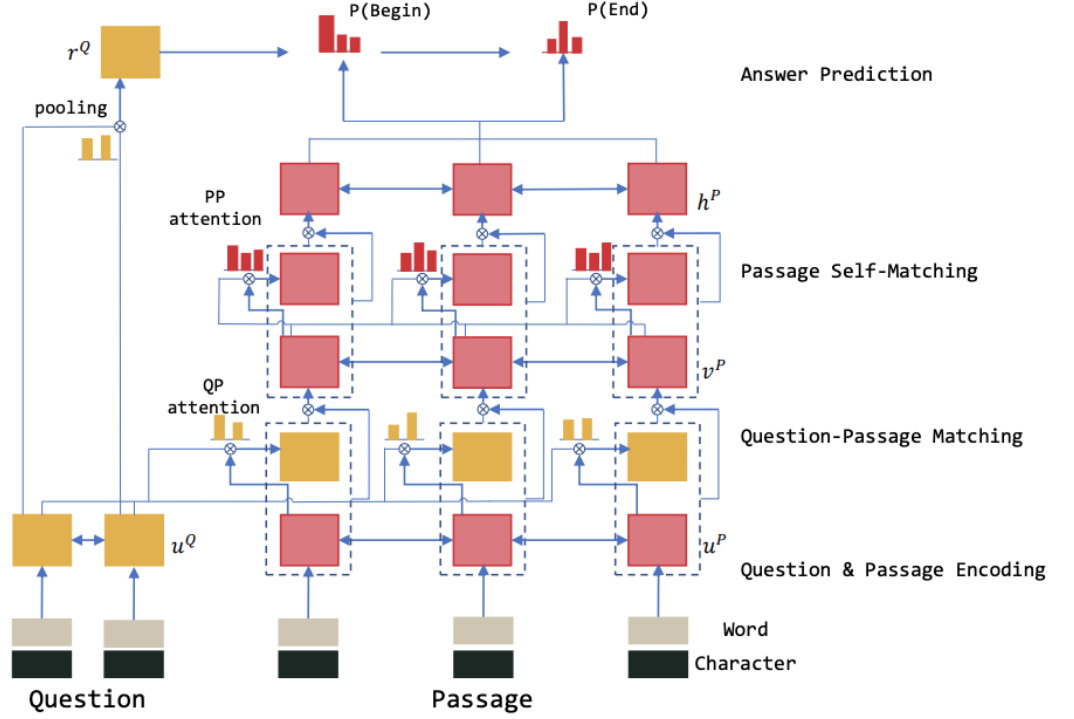 P(Begin)
P(End)
r^Q
Answer Prediction
pooling
h^P
PP
attention
Passage Self-Matching
v^P
QP
attention
Question-Passage Matching
u^Q
u^P
Question & Passage Encoding
Word
Character
Question
Passage